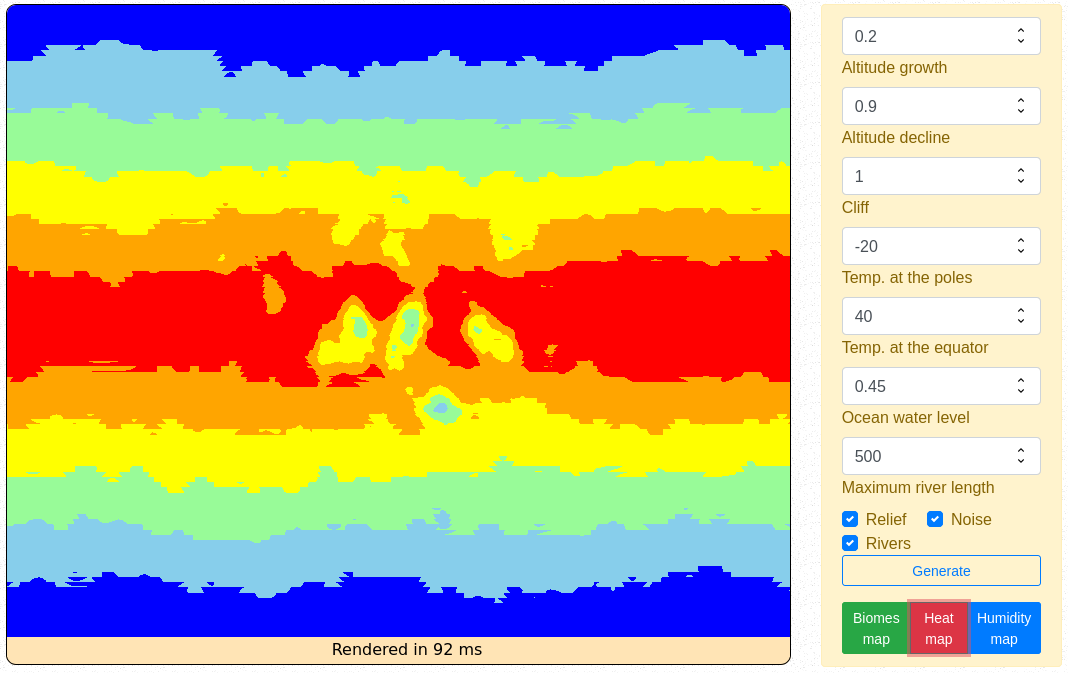 Rendered in 92 ms
0.2
Altitude growth
0.9
Altitude decline
1
Cliff
-20
Temp. at the poles
40
Temp. at the equator
0.45
Ocean water level
500
Maximum river length
Relief
Noise
Rivers
Generate
Biomes
map
Heat
map
Humidity
map